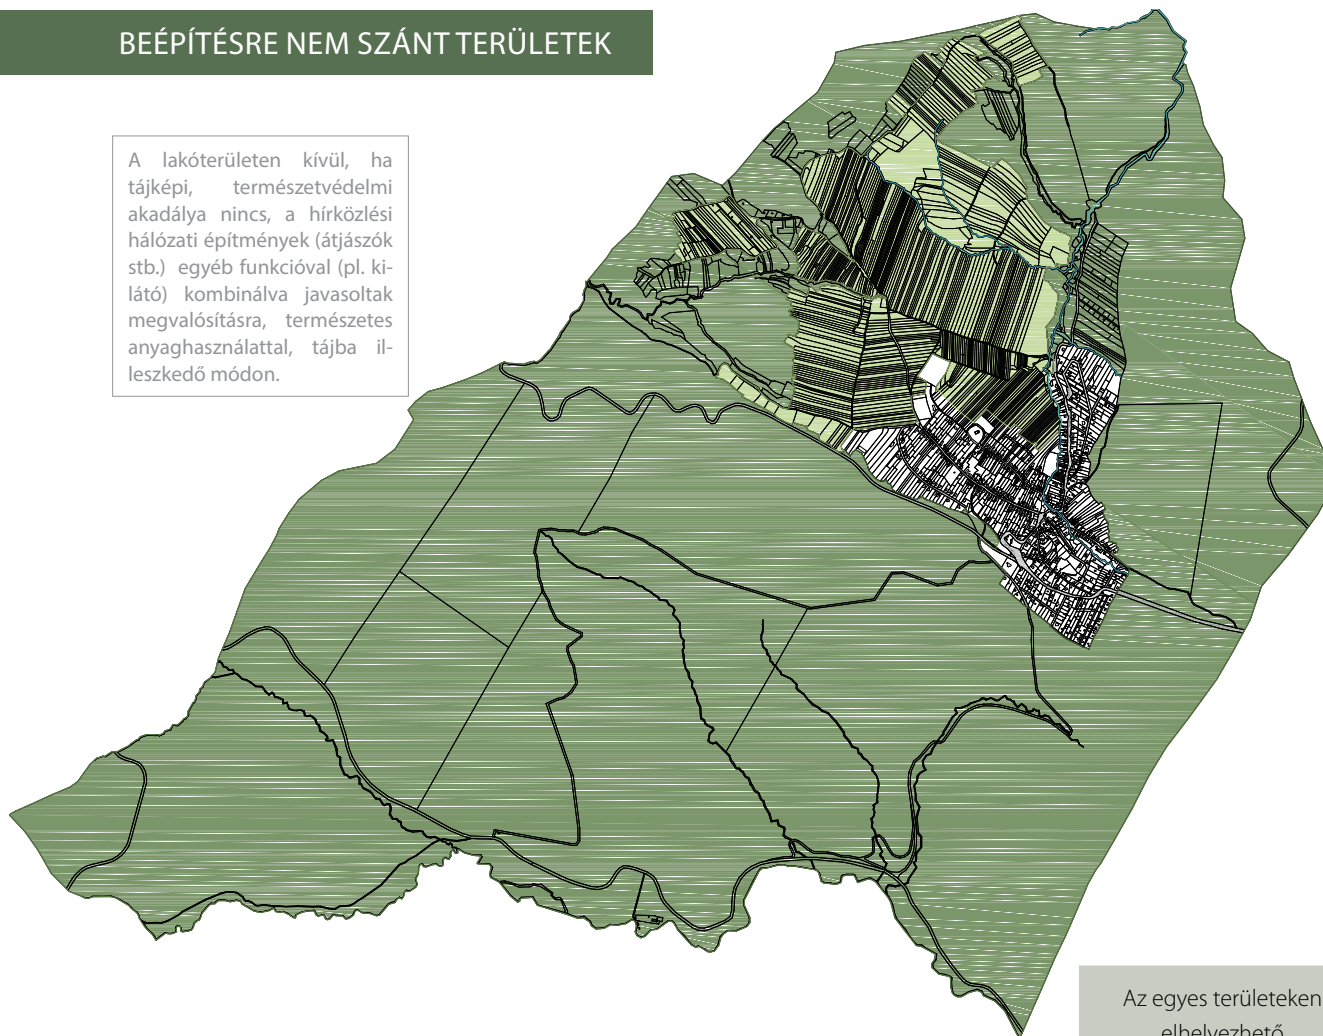 BEÉPÍTÉSRE NEM SZÁNT TERÜLETEK
A lakóterületen kívül, ha
tájképi, természetvédelmi
akadálya nincs, a hírközlési
hálózati építmények (átjászók
stb.) egyéb funkcióval (pl. ki-
látó) kombinálva javasoltak
megvalósításra, természetes
anyaghasználattal, tájba il-
leszkedő módon.
Az egyes területeken
elhelyezhető